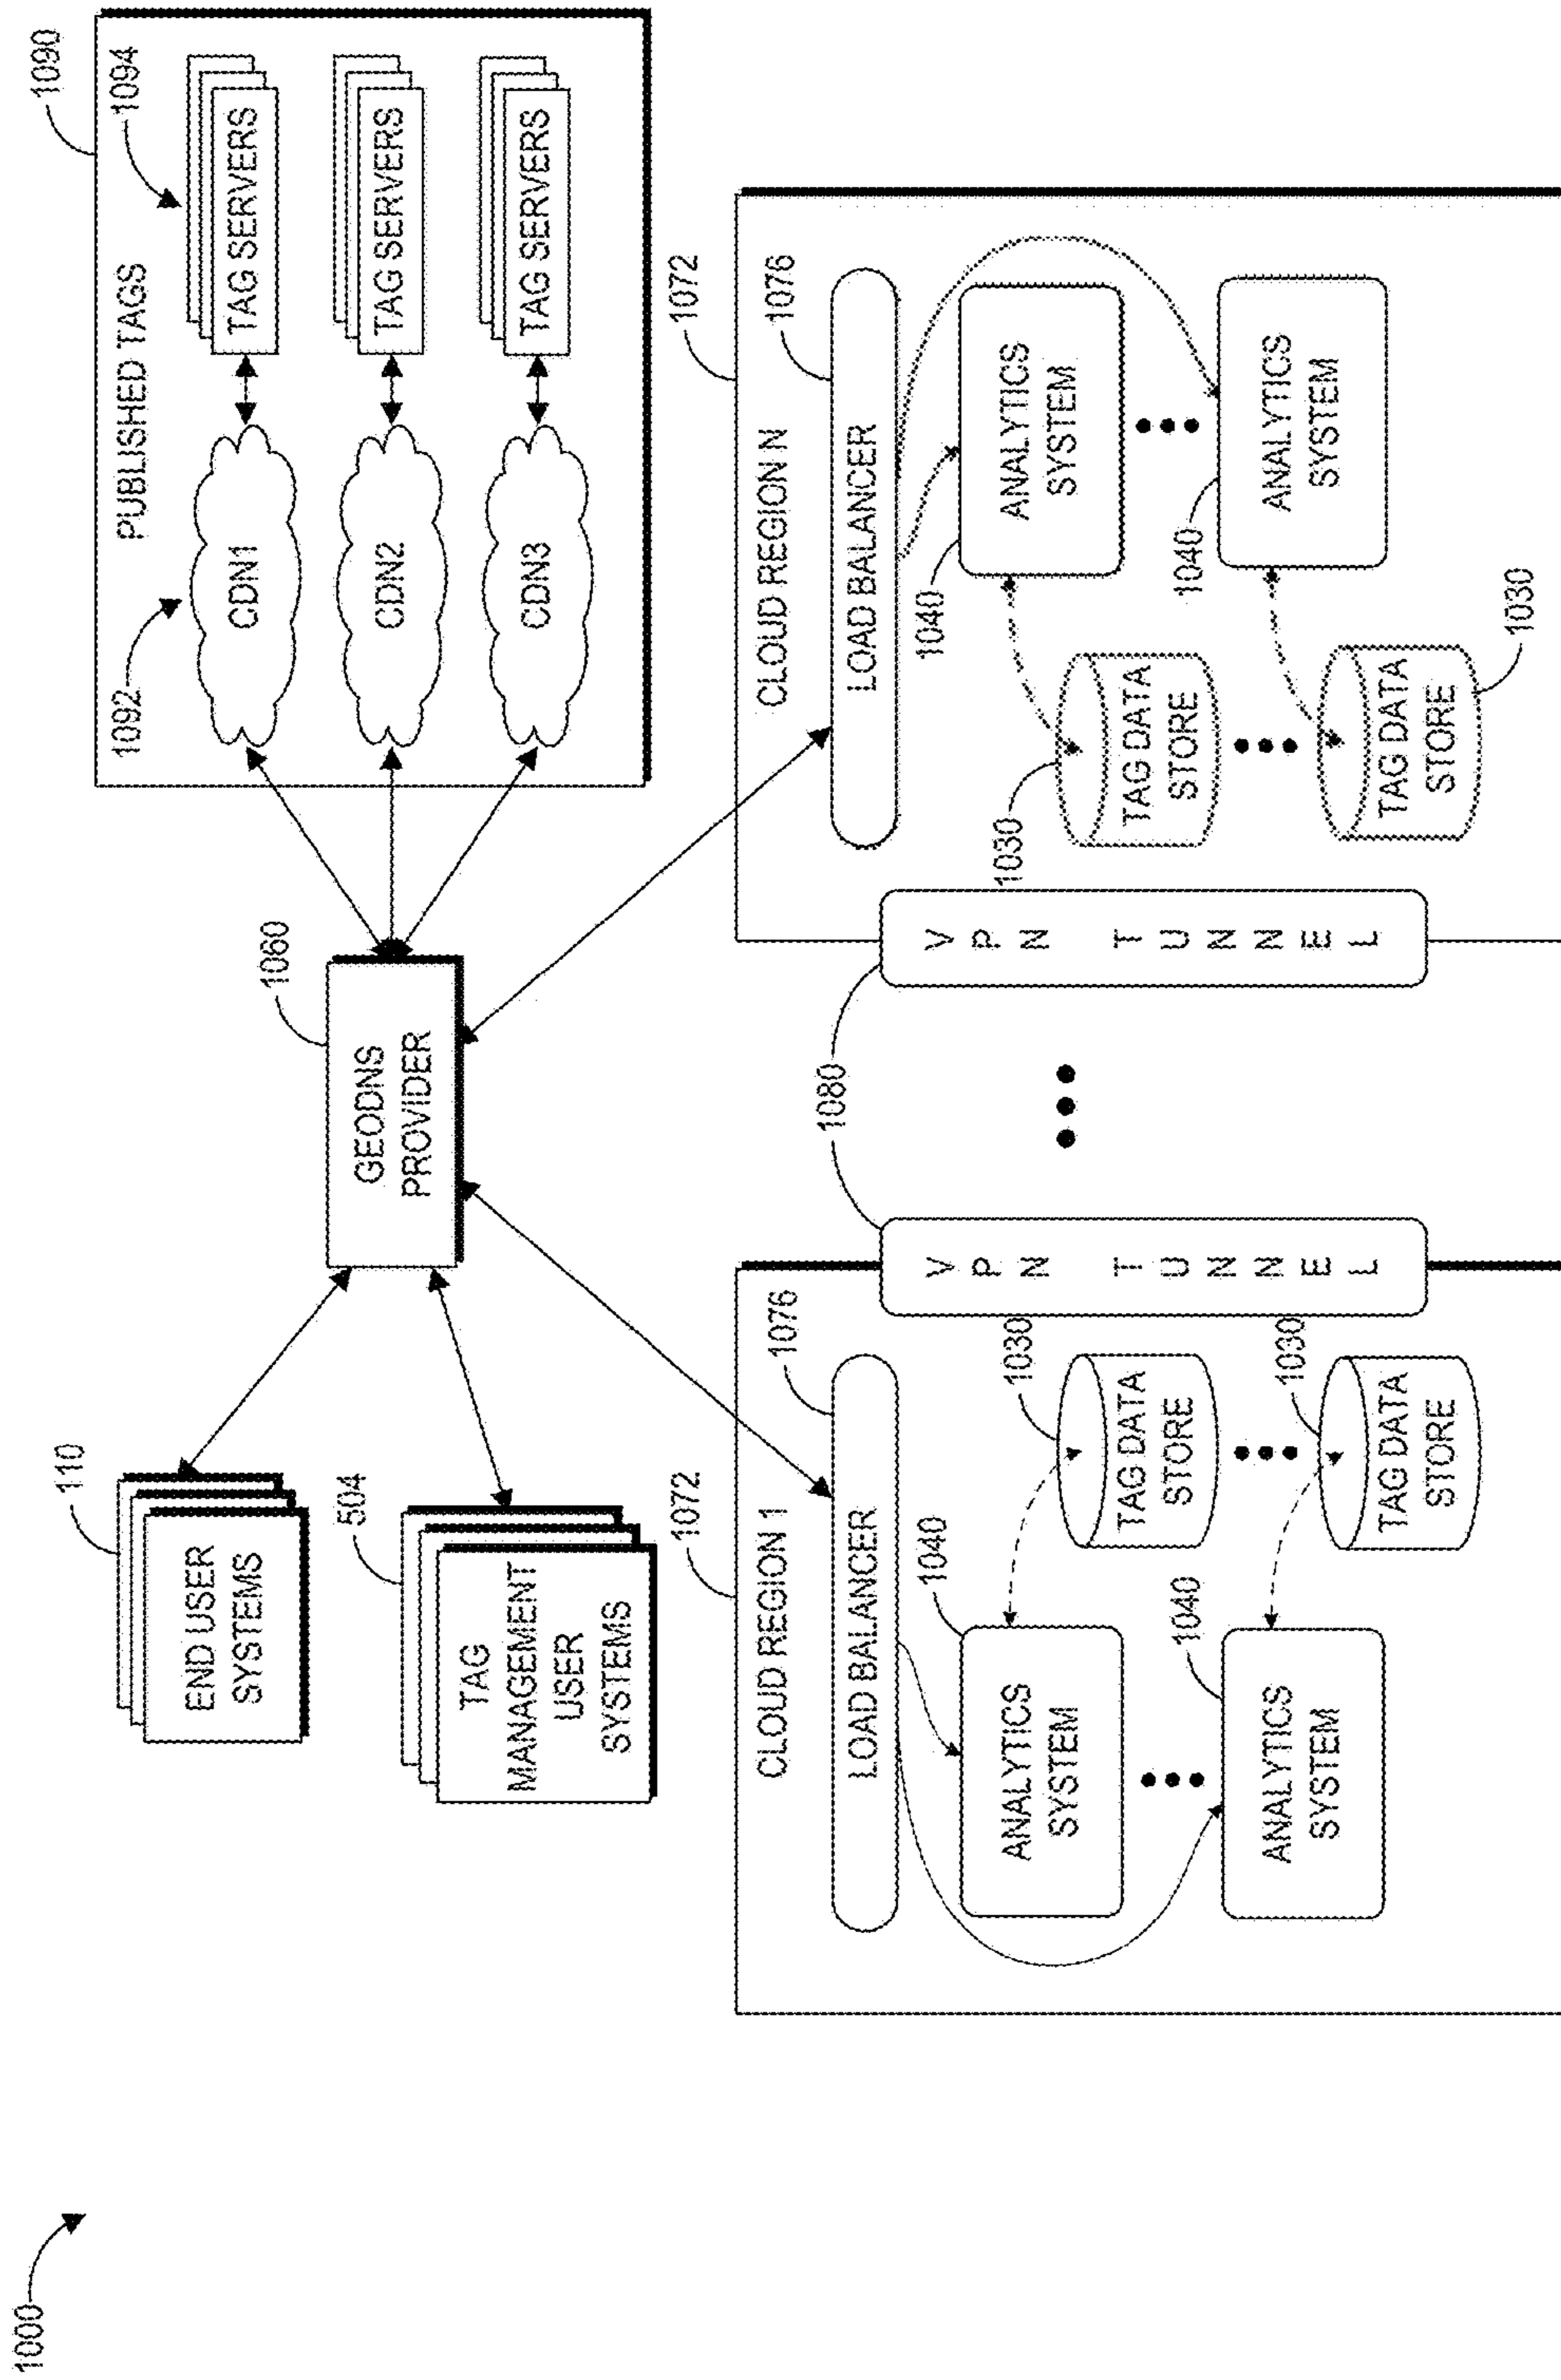 1000
110
END USER
SYSTEMS
504
TAG
MANAGEMENT
USER
SYSTEMS
1060
GEODNS
PROVIDER
1090
PUBLISHED TAGS
1092
1094
CDN1
TAG SERVERS
CDN2
TAG SERVERS
CDN3
TAG SERVERS
1072
CLOUD REGION 1
1076
LOAD BALANCER
1040
ANALYTICS
SYSTEM
1030
TAG DATA
STORE
1040
ANALYTICS
SYSTEM
1030
TAG DATA
STORE
1080
VPN TUNNEL
VPN TUNNEL
1072
CLOUD REGION N
1076
LOAD BALANCER
1030
TAG DATA
STORE
1040
ANALYTICS
SYSTEM
TAG DATA
STORE
1030
1040
ANALYTICS
SYSTEM